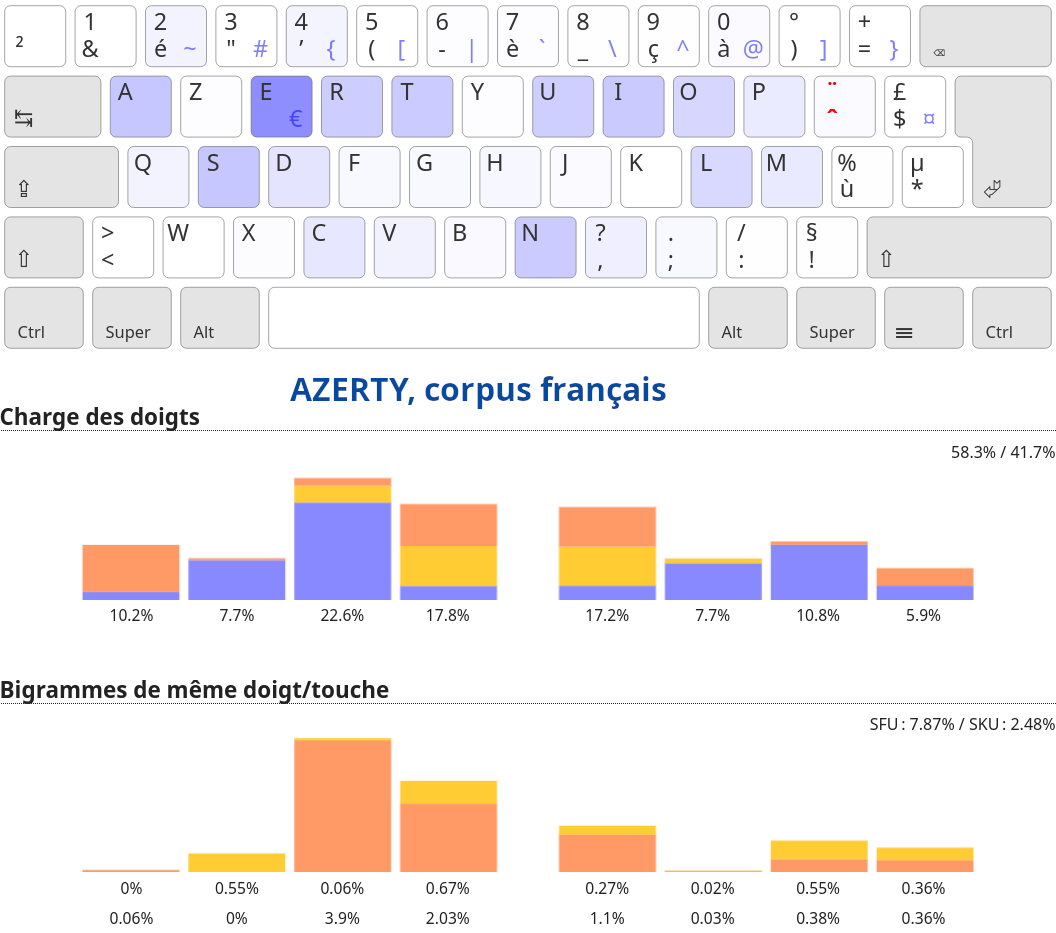 1 2 3 4 5 6 7 8 9 0 ° +
² & é ~ " # ’ { ( [ - | è ` _ \ ç ^ à @ ) ] = } ⌫
A Z E R T Y U I O P ¨ £
↹ € ˆ $ ¤
Q S D F G H J K L M % µ
⇪ ù * ⏎
> W X C V B N ? . / §
⇧ < , ; : ! ⇧
Ctrl Super Alt Alt Super ☰ Ctrl
AZERTY, corpus français
Charge des doigts
58.3% / 41.7%
10.2% 7.7% 22.6% 17.8% 17.2% 7.7% 10.8% 5.9%
Bigrammes de même doigt/touche
SFU : 7.87% / SKU : 2.48%
0% 0.55% 0.06% 0.67% 0.27% 0.02% 0.55% 0.36%
0.06% 0% 3.9% 2.03% 1.1% 0.03% 0.38% 0.36%